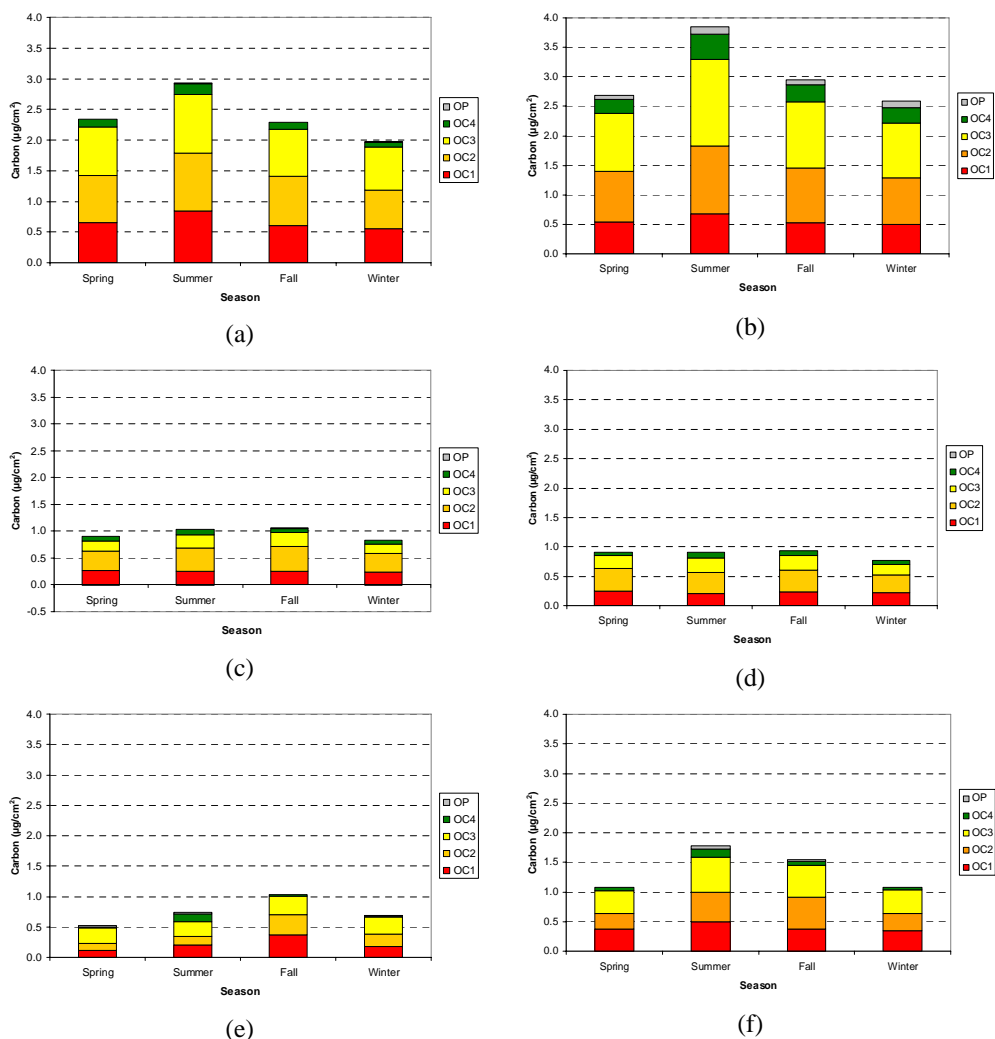 4.0
3.5
3.0
2.5
2.0
1.5
1.0
0.5
0.0
Carbon (µg/cm²)
Spring Summer Fall Winter
Season
OP
OC4
OC3
OC2
OC1
(a)
4.0
3.5
3.0
2.5
2.0
1.5
1.0
0.5
0.0
Carbon (µg/cm²)
Spring Summer Fall Winter
Season
OP
OC4
OC3
OC2
OC1
(b)
4.0
3.5
3.0
2.5
2.0
1.5
1.0
0.5
0.0
-0.5
Carbon (µg/cm²)
Spring Summer Fall Winter
Season
OP
OC4
OC3
OC2
OC1
(c)
4.0
3.5
3.0
2.5
2.0
1.5
1.0
0.5
0.0
Carbon (µg/cm²)
Spring Summer Fall Winter
Season
OP
OC4
OC3
OC2
OC1
(d)
4.0
3.5
3.0
2.5
2.0
1.5
1.0
0.5
0.0
Carbon (µg/cm²)
Spring Summer Fall Winter
Season
OP
OC4
OC3
OC2
OC1
(e)
4.0
3.5
3.0
2.5
2.0
1.5
1.0
0.5
0.0
Carbon (µg/cm²)
Spring Summer Fall Winter
Season
OP
OC4
OC3
OC2
OC1
(f)